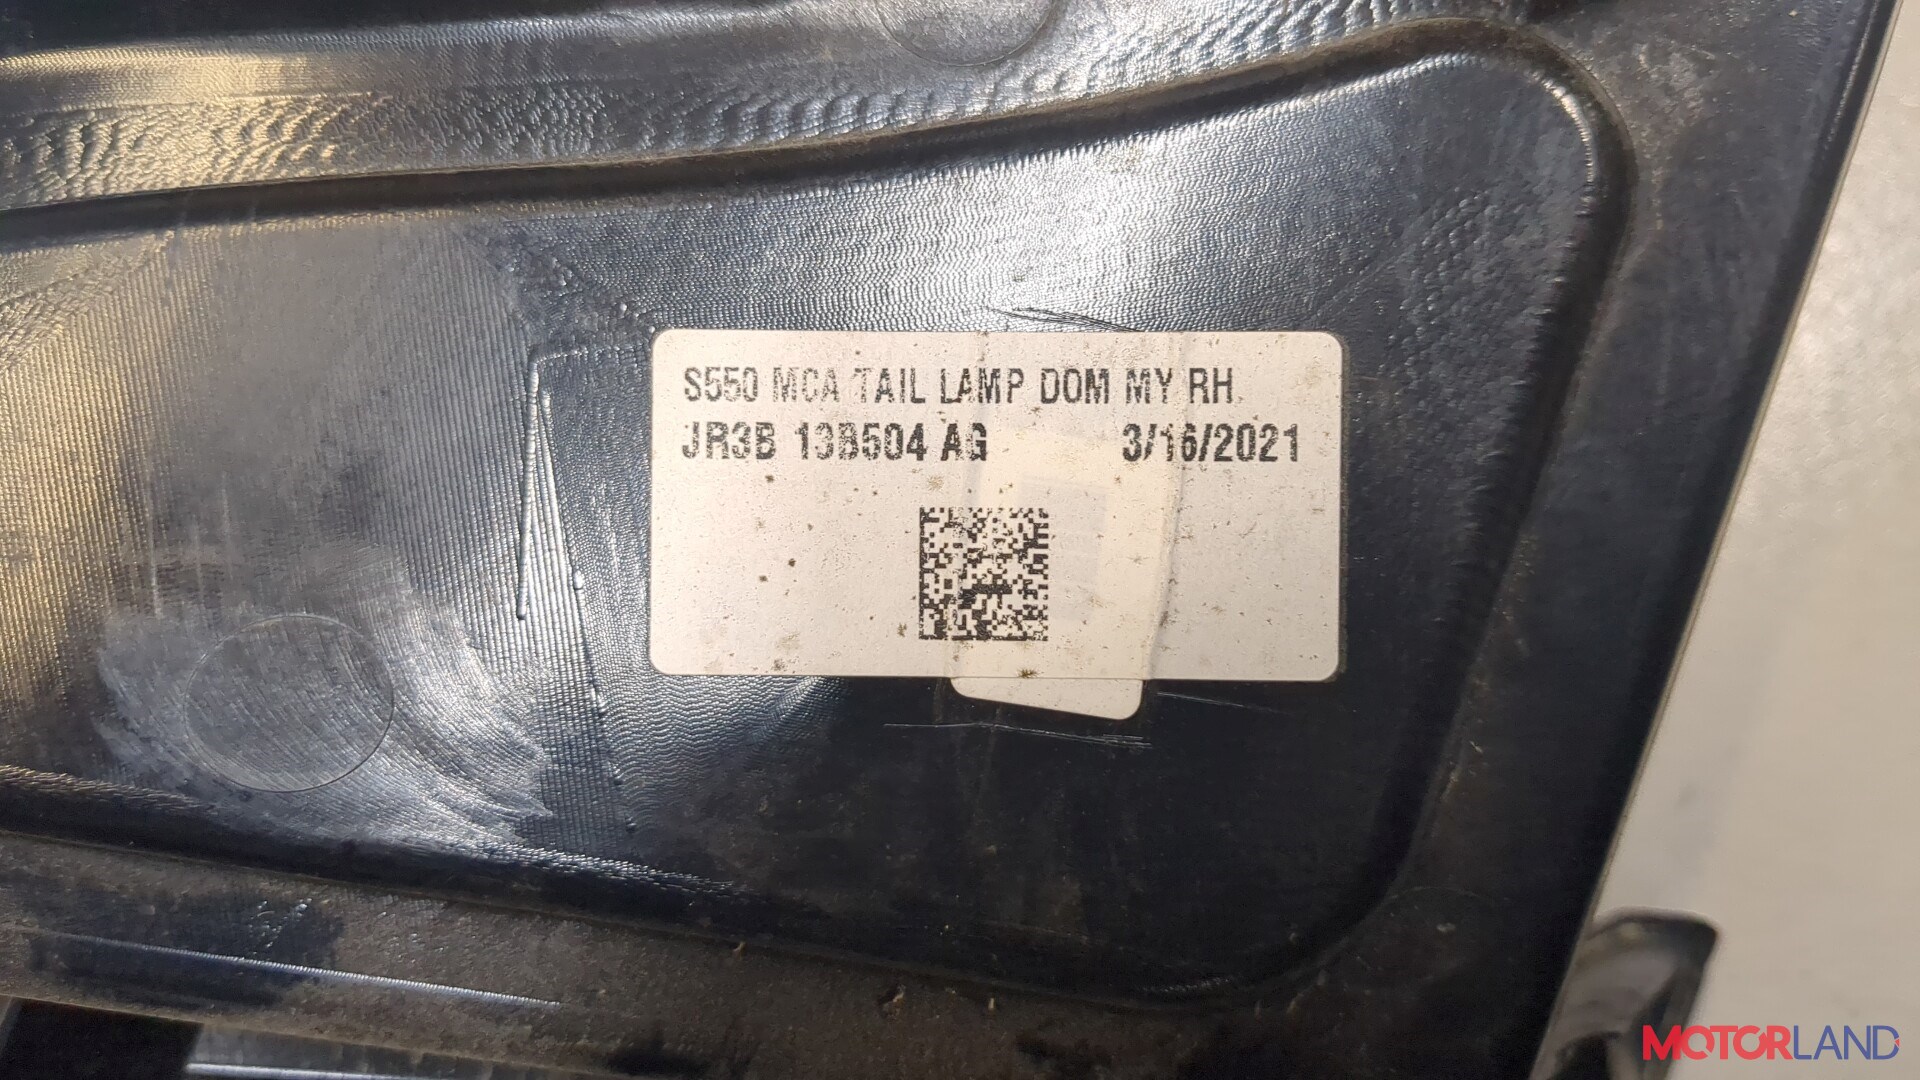 S550 MCA TAIL LAMP DOM MY RH
JR3B 13B504 AG 3/16/2021
MOTORLAND